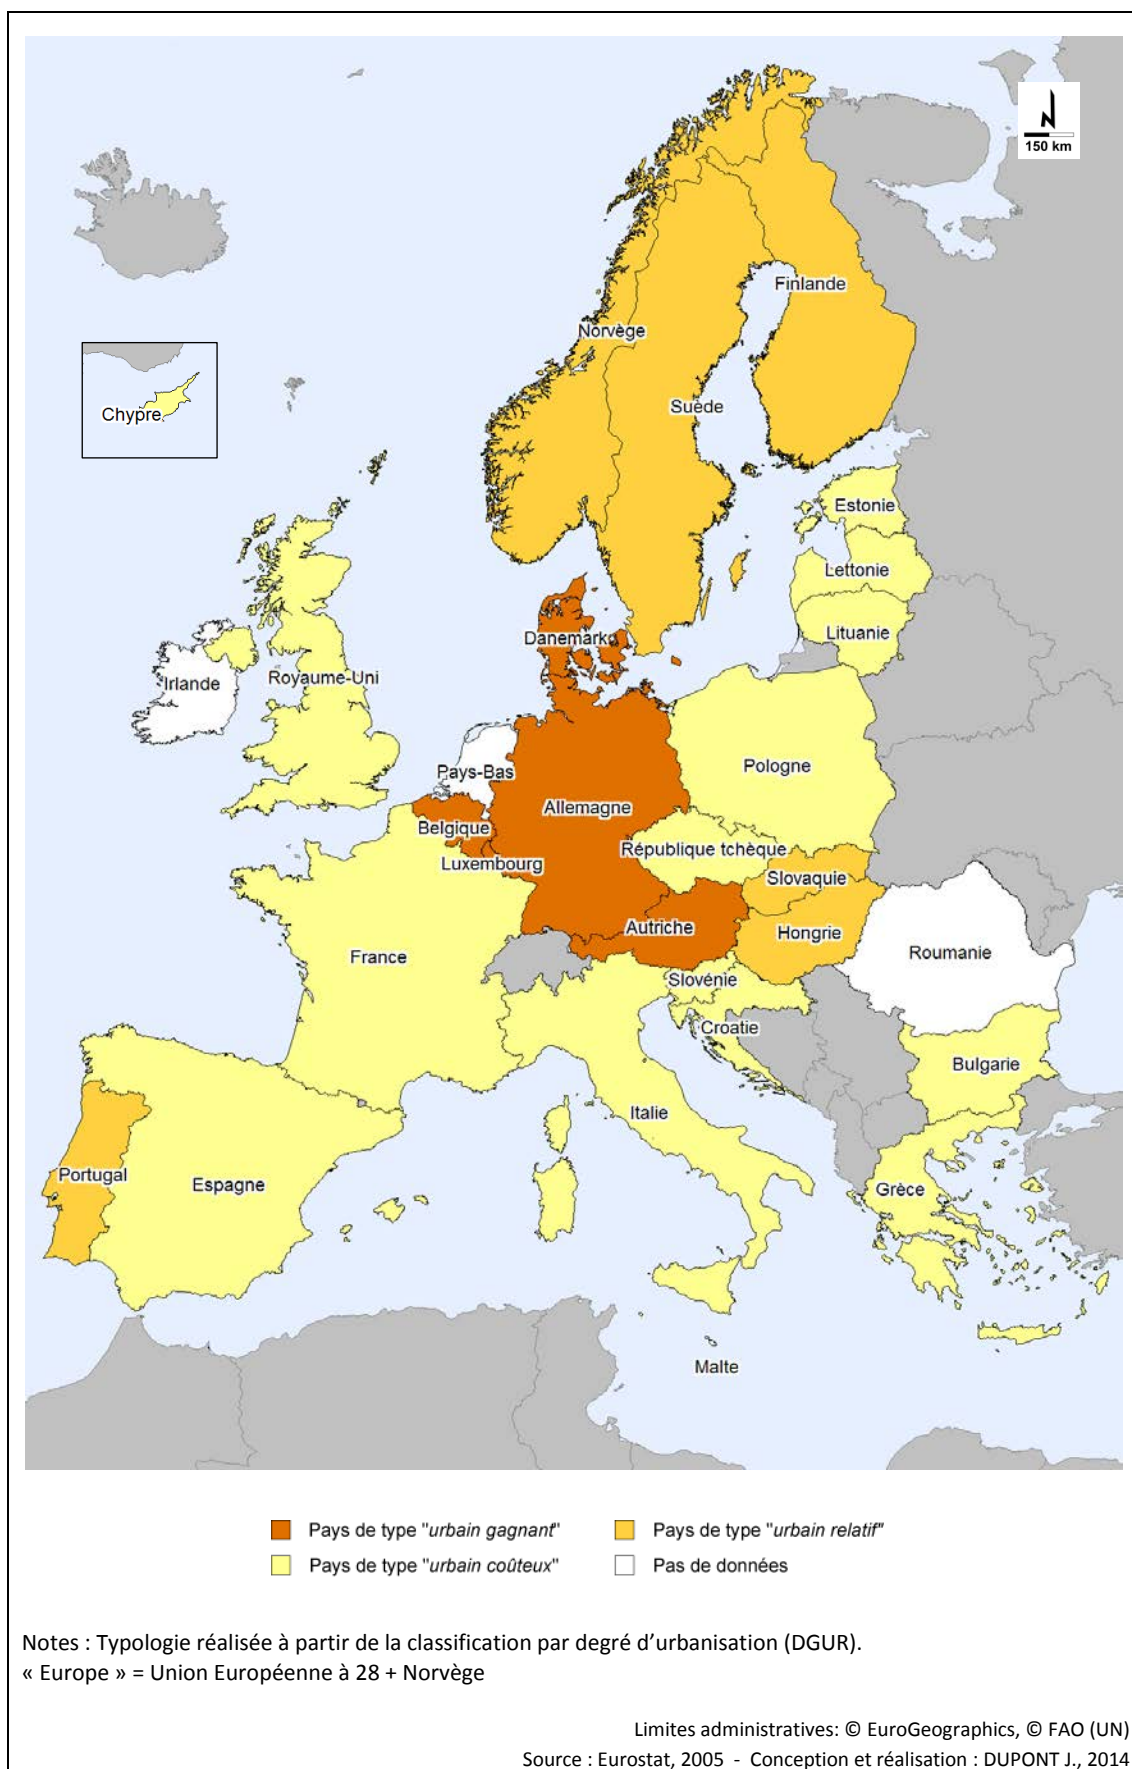 N
150 km
Finlande
Norvège
Suède
Chypre
Estonie
Lettonie
Lituanie
Danemark
Irlande
Royaume-Uni
Pays-Bas
Pologne
Allemagne
Belgique
République tchèque
Luxembourg
Slovaquie
Autriche
Hongrie
France
Roumanie
Slovénie
Croatie
Bulgarie
Italie
Portugal
Espagne
Grèce
Malte
Pays de type "urbain gagnant"
Pays de type "urbain relatif"
Pays de type "urbain coûteux"
Pas de données
Notes : Typologie réalisée à partir de la classification par degré d’urbanisation (DGUR).
« Europe » = Union Européenne à 28 + Norvège
Limites administratives: © EuroGeographics, © FAO (UN)
Source : Eurostat, 2005 - Conception et réalisation : DUPONT J., 2014